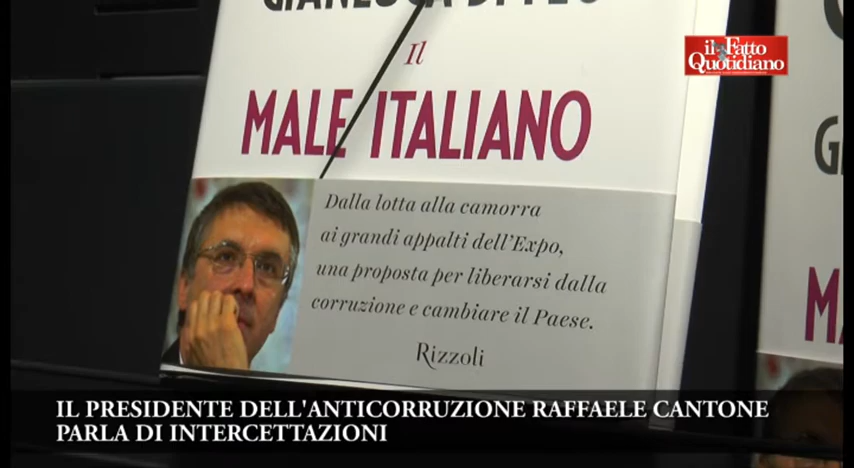 Il
MALE ITALIANO
il Fatto
Quotidiano
Dalla lotta alla camorra
ai grandi appalti dell'Expo,
una proposta per liberarsi dalla
corruzione e cambiare il Paese.
Rizzoli
IL PRESIDENTE DELL'ANTICORRUZIONE RAFFAELE CANTONE
PARLA DI INTERCETTAZIONI